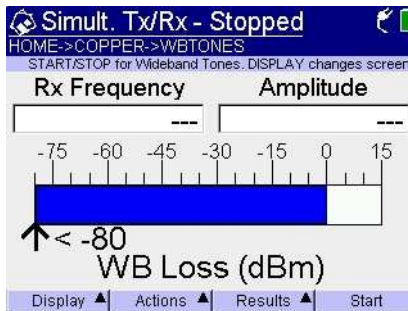 Simult. Tx/Rx - Stopped
HOME->COPPER->WBTONES
START/STOP for Wideband Tones. DISPLAY changes screen
Rx Frequency Amplitude
--- ---
-75 -60 -45 -30 -15 0 15
< -80
WB Loss (dBm)
Display Actions Results Start